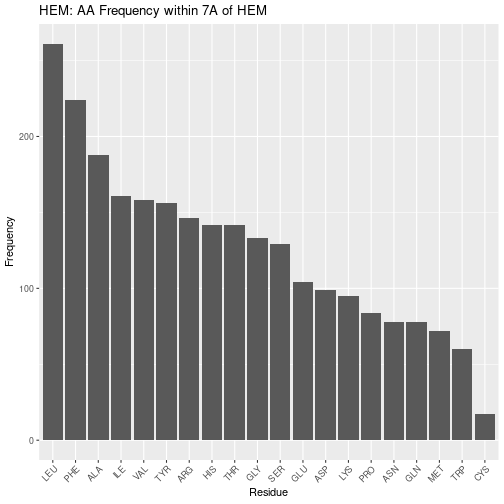 HEM: AA Frequency within 7A of HEM
Frequency
200
100
0
LEU PHE ALA ILE VAL TYR ARG HIS THR GLY SER GLU ASP LYS PRO ASN GLN MET TRP CYS
Residue